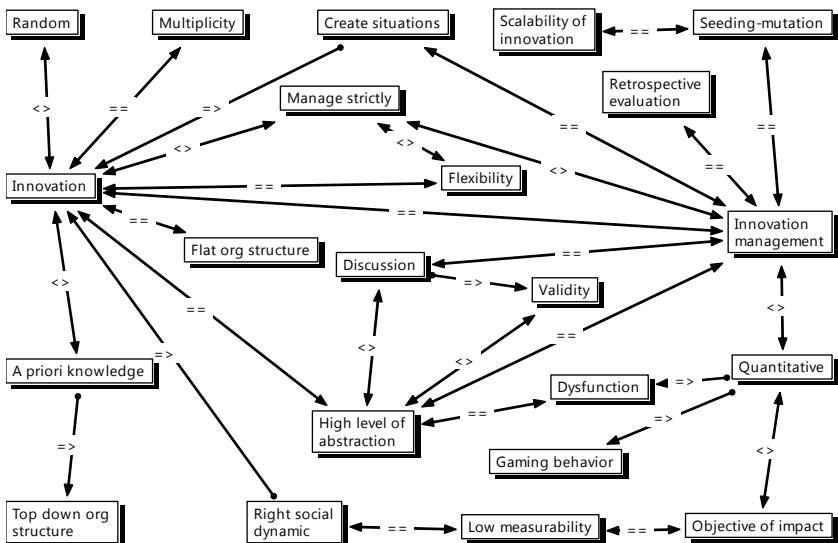 Random
Multiplicity
Create situations
Scalability of
innovation
==
Seeding-mutation
Retrospective
evaluation
Manage strictly
<>
==
=>
==
==
<>
<>
==
<>
Flexibility
Innovation
==
==
==
Flat org structure
Innovation
management
Discussion
==
=>
Validity
<>
==
==
<>
<>
<>
=>
A priori knowledge
Quantitative
Dysfunction
=>
==
=>
High level of
abstraction
=>
<>
Gaming behavior
Top down org
structure
Right social
dynamic
==
Low measurability
==
Objective of impact